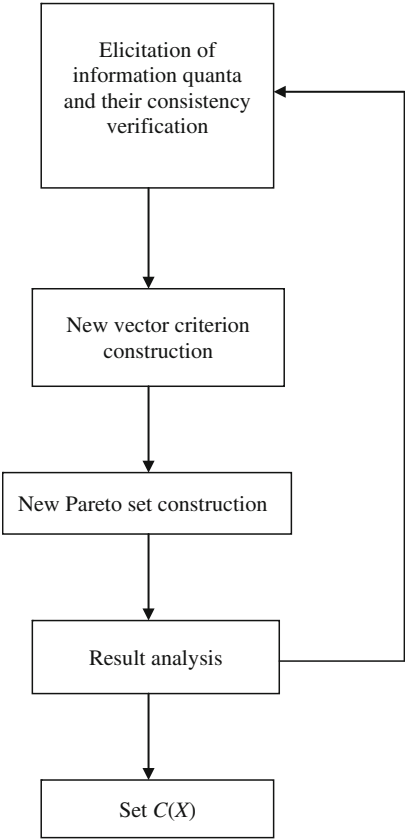 Elicitation of
information quanta
and their consistency
verification
New vector criterion
construction
New Pareto set construction
Result analysis
Set C(X)